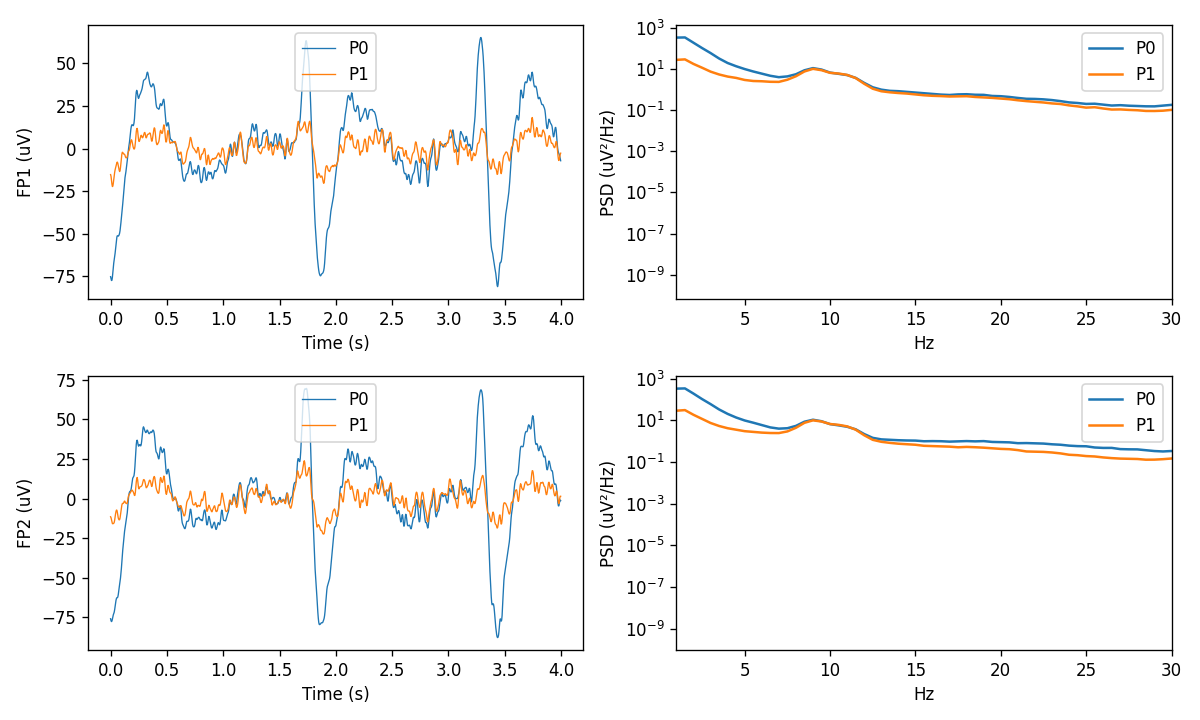 FP1 (uV)
50
25
0
−25
−50
−75
0.0 0.5 1.0 1.5 2.0 2.5 3.0 3.5 4.0
Time (s)
P0
P1
PSD (uV²/Hz)
10³
10¹
10⁻¹
10⁻³
10⁻⁵
10⁻⁷
10⁻⁹
5 10 15 20 25 30
Hz
P0
P1
FP2 (uV)
75
50
25
0
−25
−50
−75
0.0 0.5 1.0 1.5 2.0 2.5 3.0 3.5 4.0
Time (s)
P0
P1
PSD (uV²/Hz)
10³
10¹
10⁻¹
10⁻³
10⁻⁵
10⁻⁷
10⁻⁹
5 10 15 20 25 30
Hz
P0
P1